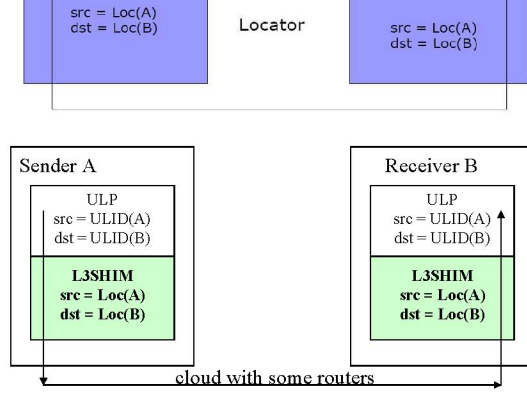 src = Loc(A)
dst = Loc(B)
Locator
src = Loc(A)
dst = Loc(B)
Sender A
ULP
src = ULID(A)
dst = ULID(B)
L3SHIM
src = Loc(A)
dst = Loc(B)
Receiver B
ULP
src = ULID(A)
dst = ULID(B)
L3SHIM
src = Loc(A)
dst = Loc(B)
cloud with some routers